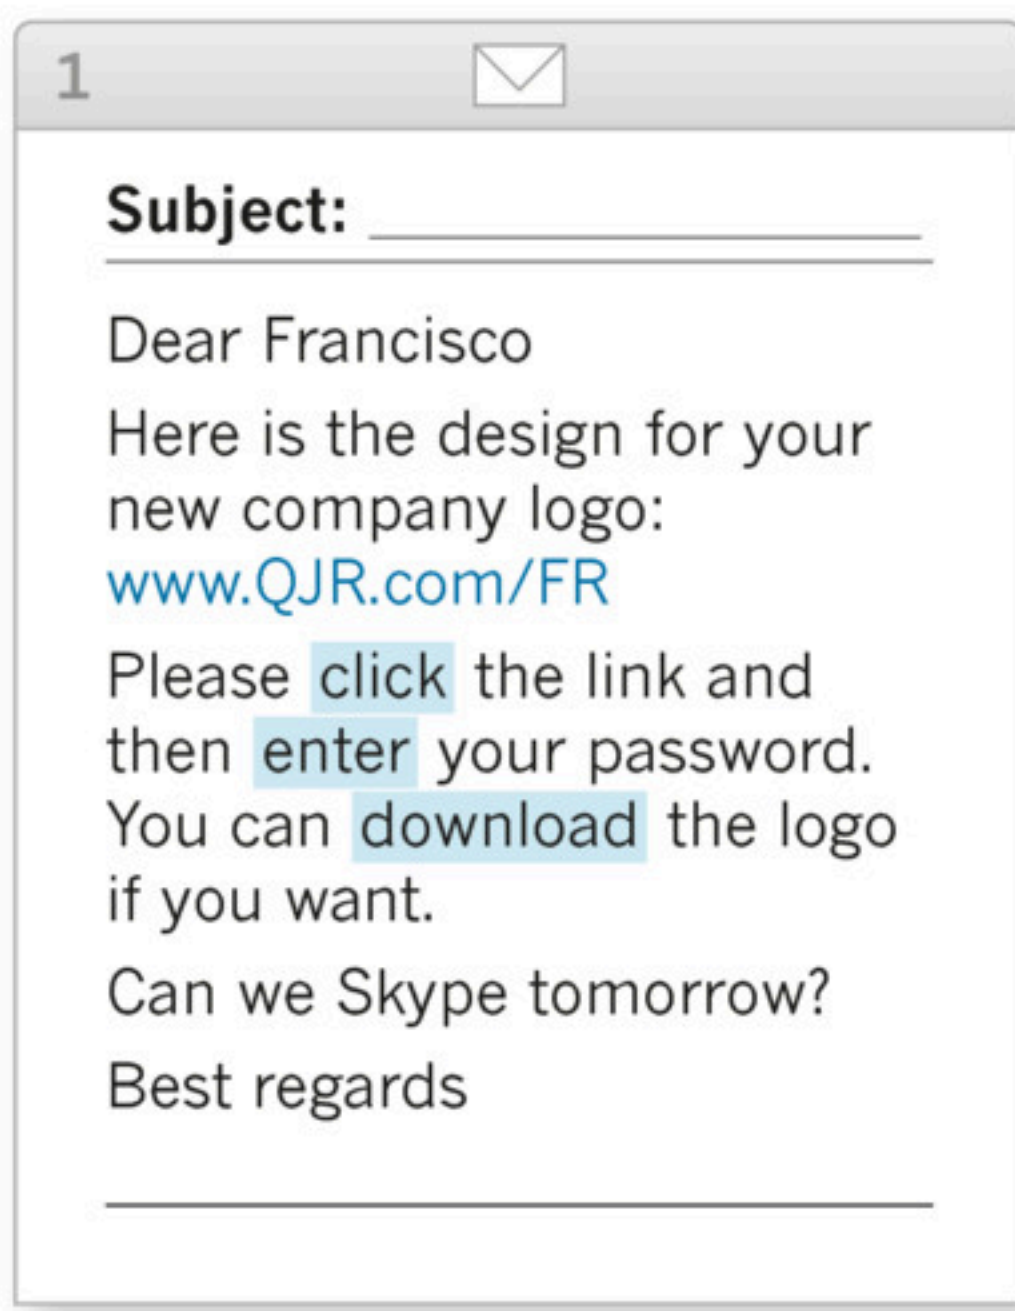 1
Subject:
Dear Francisco
Here is the design for your
new company logo:
www.QJR.com/FR
Please click the link and
then enter your password.
You can download the logo
if you want.
Can we Skype tomorrow?
Best regards